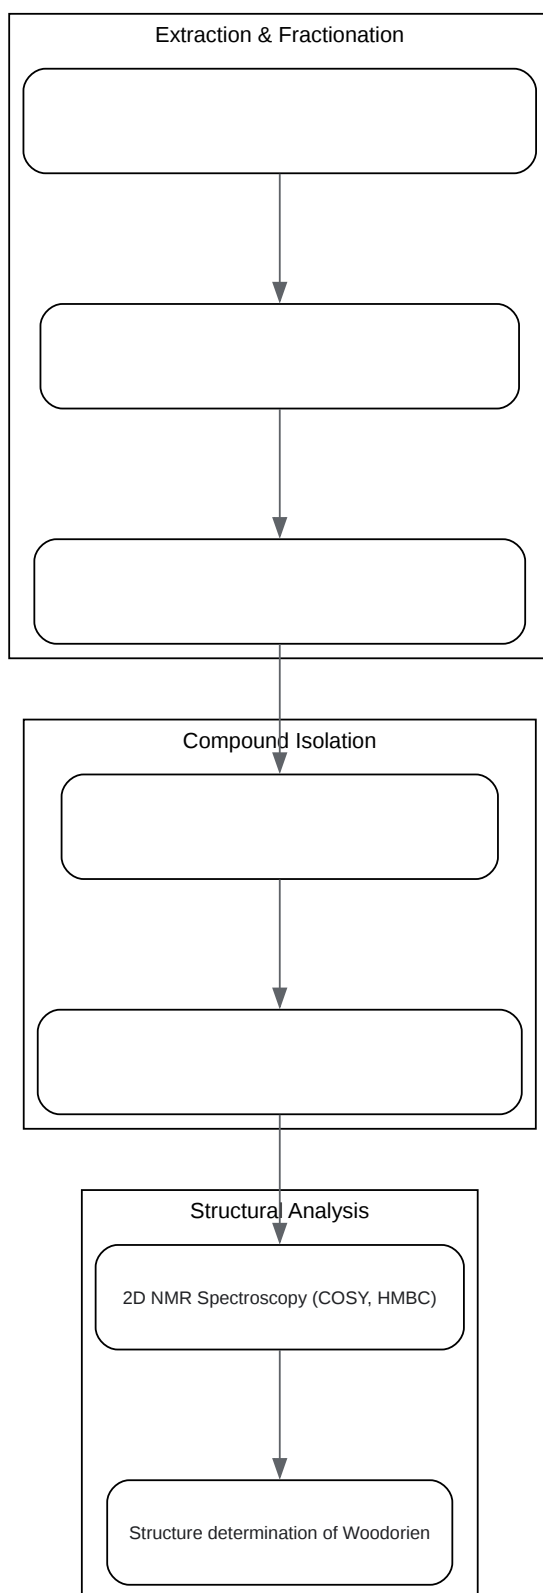 Extraction & Fractionation
Compound Isolation
Structural Analysis
2D NMR Spectroscopy (COSY, HMBC)
Structure determination of Woodorien